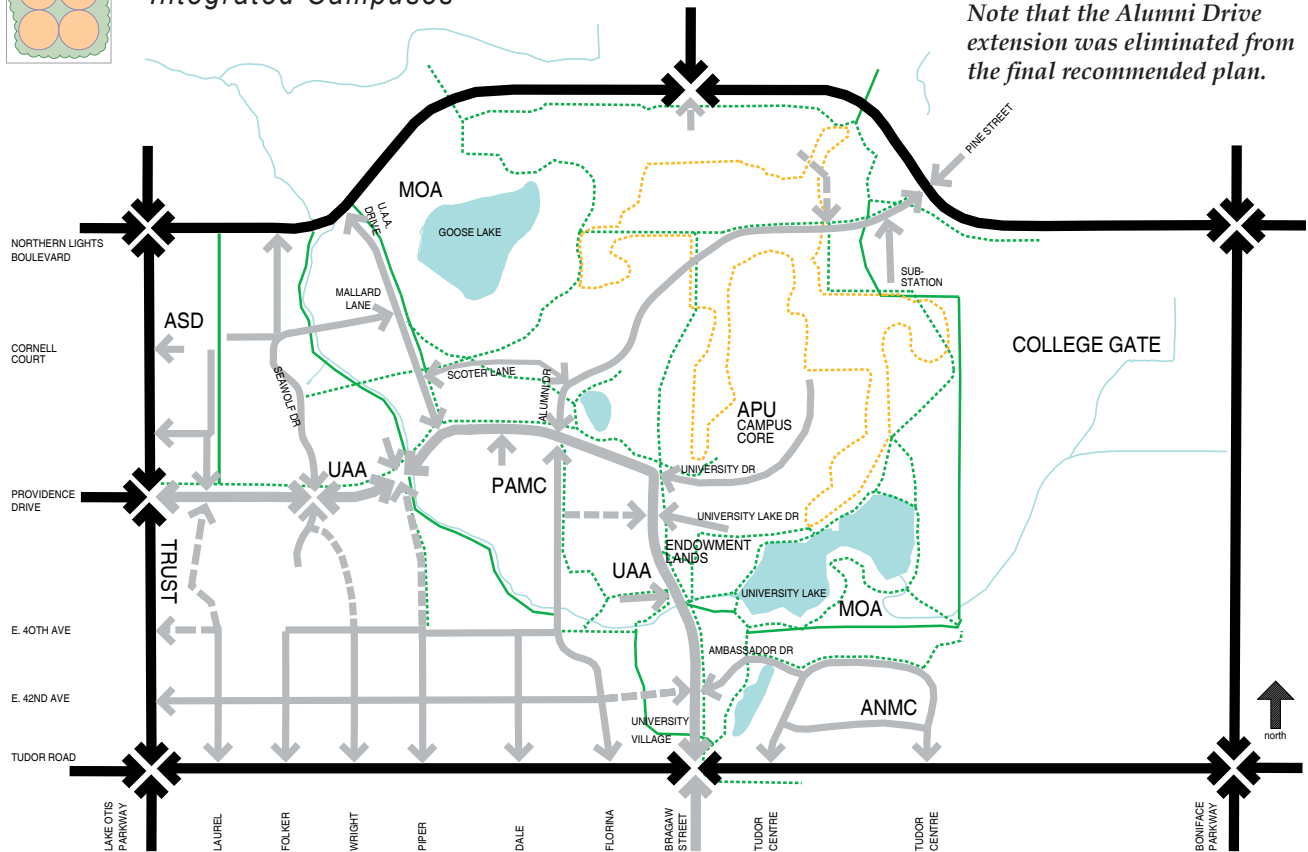 Integrated Campuses
Note that the Alumni Drive
extension was eliminated from
the final recommended plan.
PINE STREET
MOA
U.A.A.
DRIVE
GOOSE LAKE
NORTHERN LIGHTS
BOULEVARD
SUB-
STATION
MALLARD
LANE
ASD
CORNELL
COURT
COLLEGE GATE
SCOTER LANE
SEAWOLF DR
ALUMNI DR
APU
CAMPUS
CORE
UAA
UNIVERSITY DR
PAMC
PROVIDENCE
DRIVE
UNIVERSITY LAKE DR
TRUST
ENDOWMENT
LANDS
UAA
UNIVERSITY LAKE
MOA
E. 4OTH AVE
AMBASSADOR DR
E. 42ND AVE
ANMC
UNIVERSITY
VILLAGE
north
TUDOR ROAD
LAKE OTIS
PARKWAY
LAUREL
FOLKER
WRIGHT
PIPER
DALE
FLORINA
BRAGAW
STREET
TUDOR
CENTRE
TUDOR
CENTRE
BONIFACE
PARKWAY